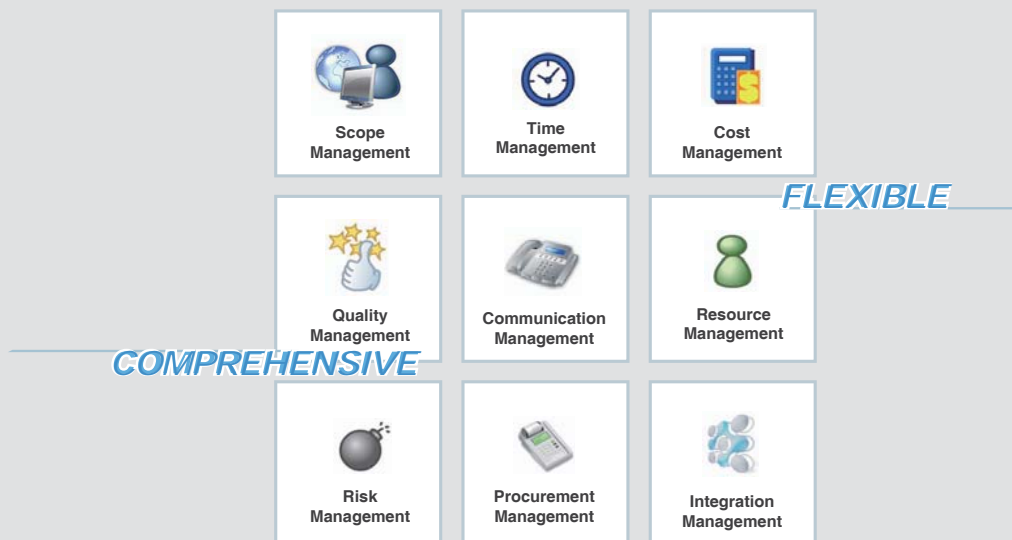 Scope
Management
Time
Management
Cost
Management
FLEXIBLE
Quality
Management
Communication
Management
Resource
Management
COMPREHENSIVE
Risk
Management
Procurement
Management
Integration
Management